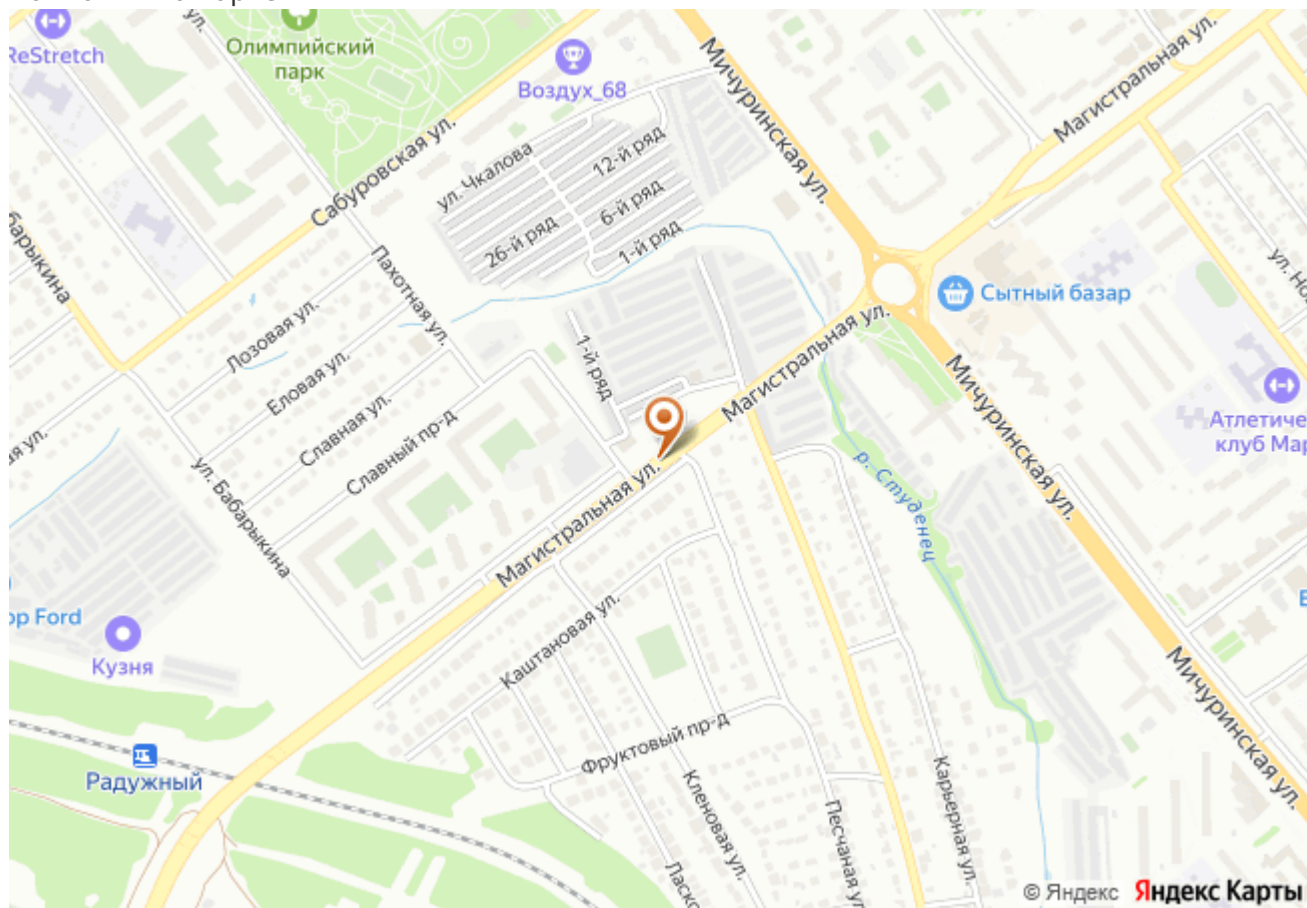 ReStretch
ул.
Олимпийский
парк
Воздух_68
Мичуринская ул.
Магистральная ул.
Сабуровская ул.
ул. Чкалова
12-й ряд
6-й ряд
26-й ряд
1-й ряд
Пахотная ул.
Лозовая ул.
Еловая ул.
Славная ул.
Славный пр-д
1-й ряд
Сытный базар
Магистральная ул.
Мичуринская ул.
ул. Бабарыкина
Магистральная ул.
р. Студенец
Кузня
Каштановая ул.
Фруктовый пр-д
Мичуринская ул.
Радужный
Кленовая ул.
Песчаная ул.
Карьерная ул.
© Яндекс Яндекс Карты